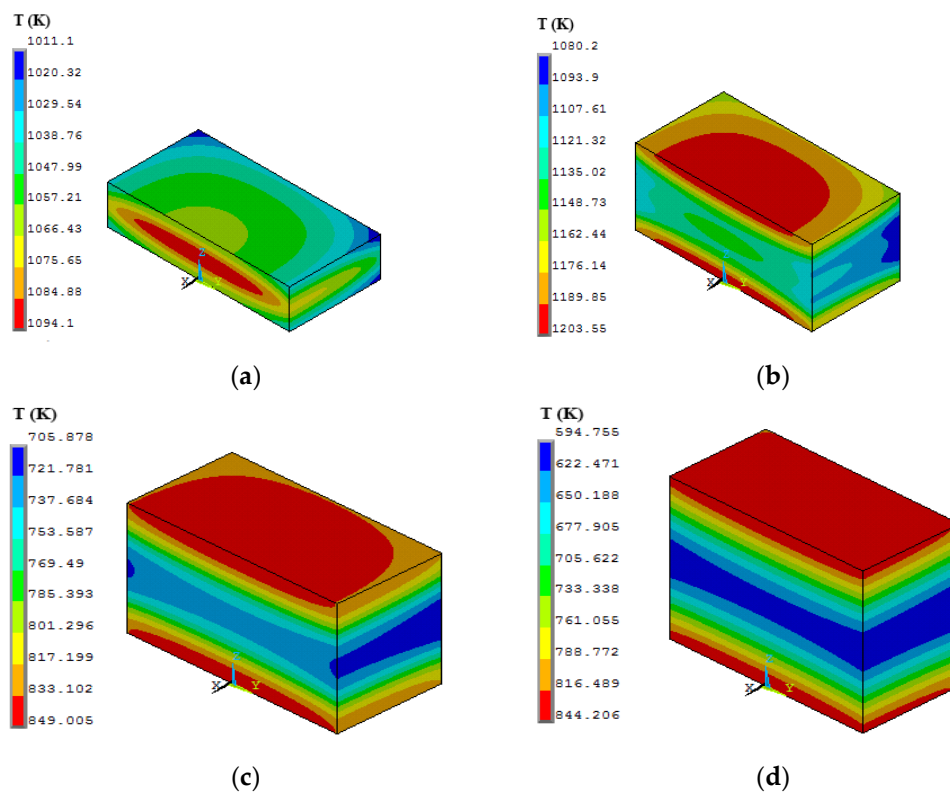 T (K)
1011.1
1020.32
1029.54
1038.76
1047.99
1057.21
1066.43
1075.65
1084.88
1094.1
Z
X
Y
(a)
T (K)
1080.2
1093.9
1107.61
1121.32
1135.02
1148.73
1162.44
1176.14
1189.85
1203.55
Z
X
Y
(b)
T (K)
705.878
721.781
737.684
753.587
769.49
785.393
801.296
817.199
833.102
849.005
Z
X
Y
(c)
T (K)
594.755
622.471
650.188
677.905
705.622
733.338
761.055
788.772
816.489
844.206
Z
X
Y
(d)